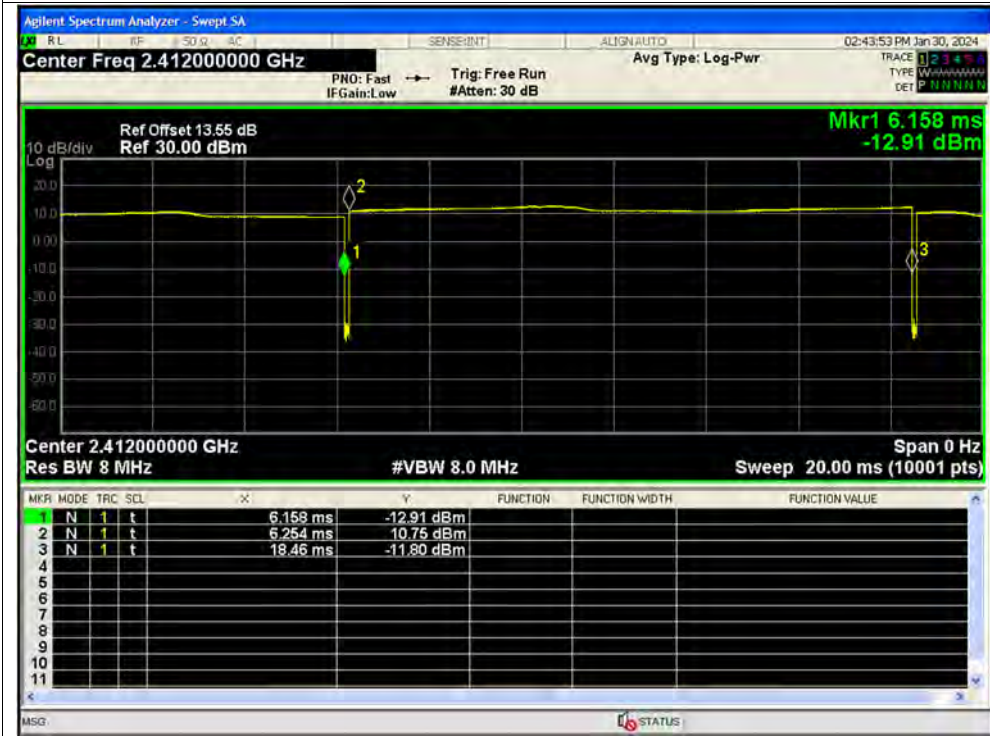 Agilent Spectrum Analyzer - Swept SA
RL RF 50 Ω AC SENSE:INT ALIGN AUTO 02:43:53 PM Jan 30, 2024
Center Freq 2.412000000 GHz Avg Type: Log-Pwr TRACE 1 2 3 4 5 6
PNO: Fast Trig: Free Run TYPE W
IFGain:Low #Atten: 30 dB DET P N N N N N
Mkr1 6.158 ms
Ref Offset 13.55 dB
10 dB/div Ref 30.00 dBm -12.91 dBm
Log
20.0
10.0
0.00
-10.0
-20.0
-30.0
-40.0
-50.0
-60.0
2
1
3
Center 2.412000000 GHz Span 0 Hz
Res BW 8 MHz #VBW 8.0 MHz Sweep 20.00 ms (10001 pts)
MKR MODE TRC SCL X Y FUNCTION FUNCTION WIDTH FUNCTION VALUE
1 N 1 t 6.158 ms -12.91 dBm
2 N 1 t 6.254 ms 10.75 dBm
3 N 1 t 18.46 ms -11.80 dBm
4
5
6
7
8
9
10
11
MSG STATUS